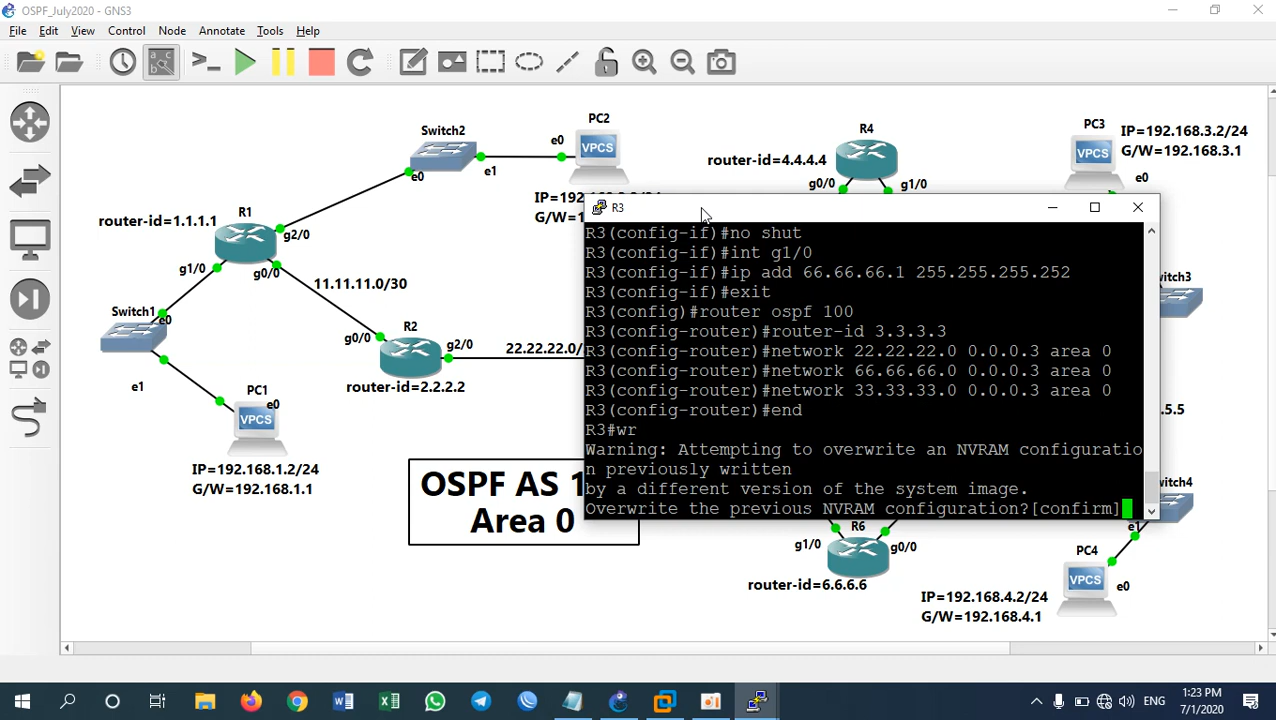 OSPF_July2020 - GNS3
File Edit View Control Node Annotate Tools Help
PC2
Switch2
e0
VPCS
e0
e1
R4
router-id=4.4.4.4
g0/0
g1/0
PC3
VPCS
IP=192.168.3.2/24
G/W=192.168.3.1
e0
router-id=1.1.1.1
R1
g2/0
g1/0
g0/0
11.11.11.0/30
Switch1
e0
R2
g0/0
g2/0
22.22.22.0/
router-id=2.2.2.2
e1
PC1
e0
VPCS
IP=192.168.1.2/24
G/W=192.168.1.1
OSPF AS 1
Area 0
R3
R3(config-if)#no shut
R3(config-if)#int g1/0
R3(config-if)#ip add 66.66.66.1 255.255.255.252
R3(config-if)#exit
R3(config)#router ospf 100
R3(config-router)#router-id 3.3.3.3
R3(config-router)#network 22.22.22.0 0.0.0.3 area 0
R3(config-router)#network 66.66.66.0 0.0.0.3 area 0
R3(config-router)#network 33.33.33.0 0.0.0.3 area 0
R3(config-router)#end
R3#wr
Warning: Attempting to overwrite an NVRAM configuratio
n previously written
by a different version of the system image.
Overwrite the previous NVRAM configuration?[confirm]
R6
g1/0
g0/0
router-id=6.6.6.6
e1
PC4
VPCS
e0
IP=192.168.4.2/24
G/W=192.168.4.1
ENG
1:23 PM
7/1/2020